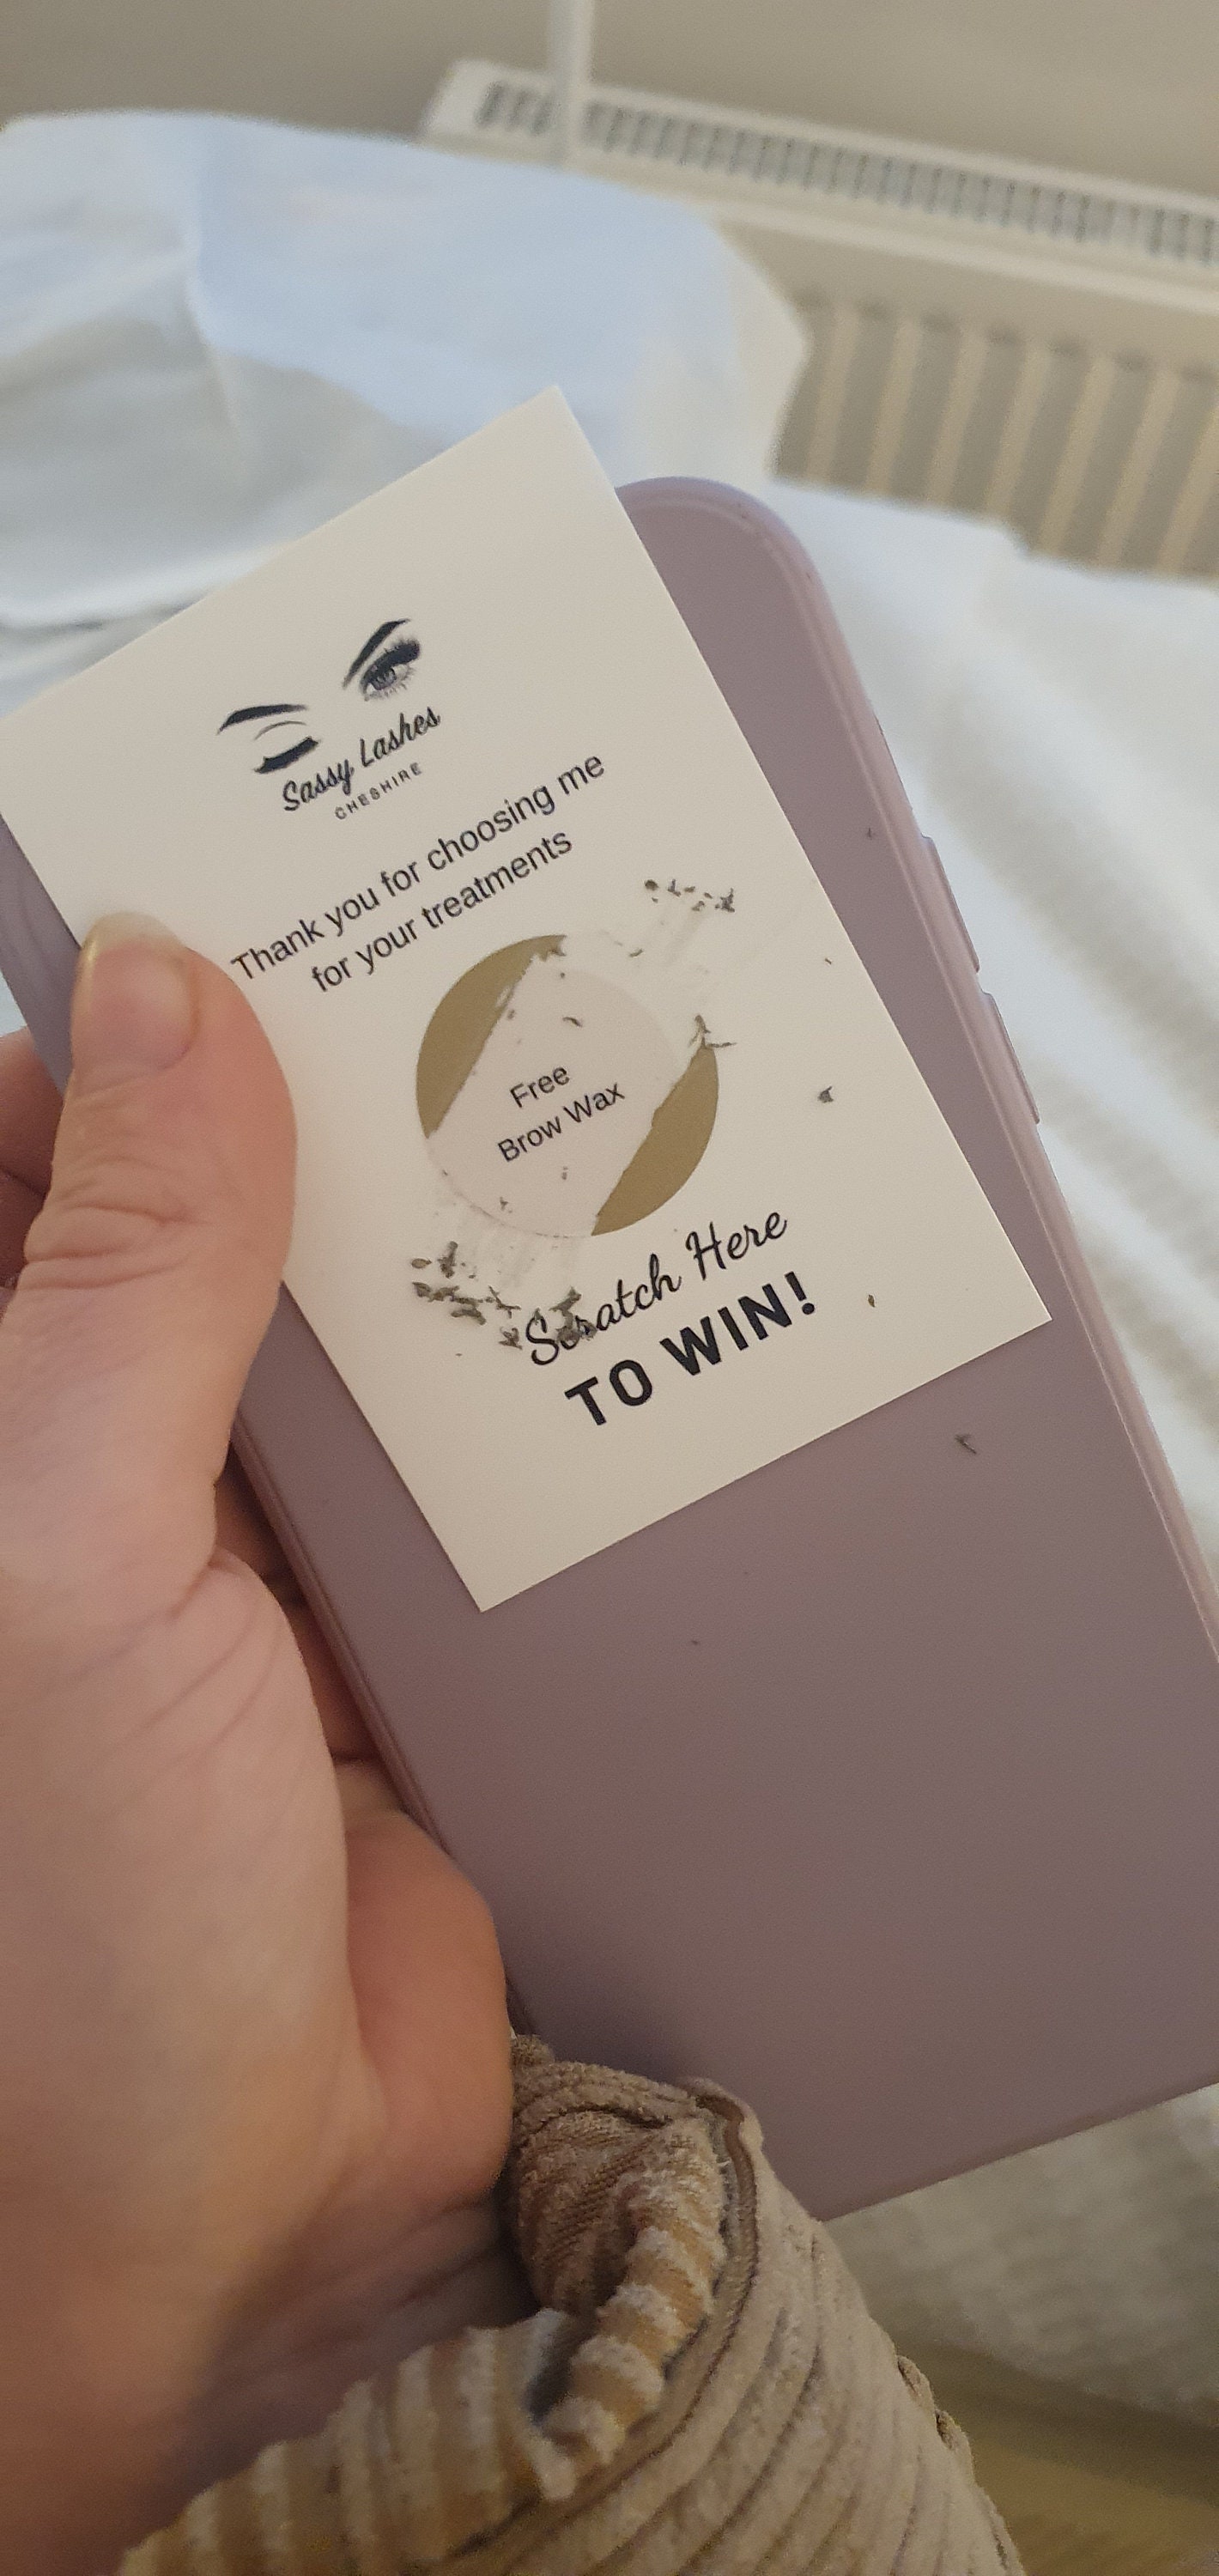 Sassy Lashes
CHESHIRE
Thank you for choosing me
for your treatments
Free
Brow Wax
Scratch Here
TO WIN!